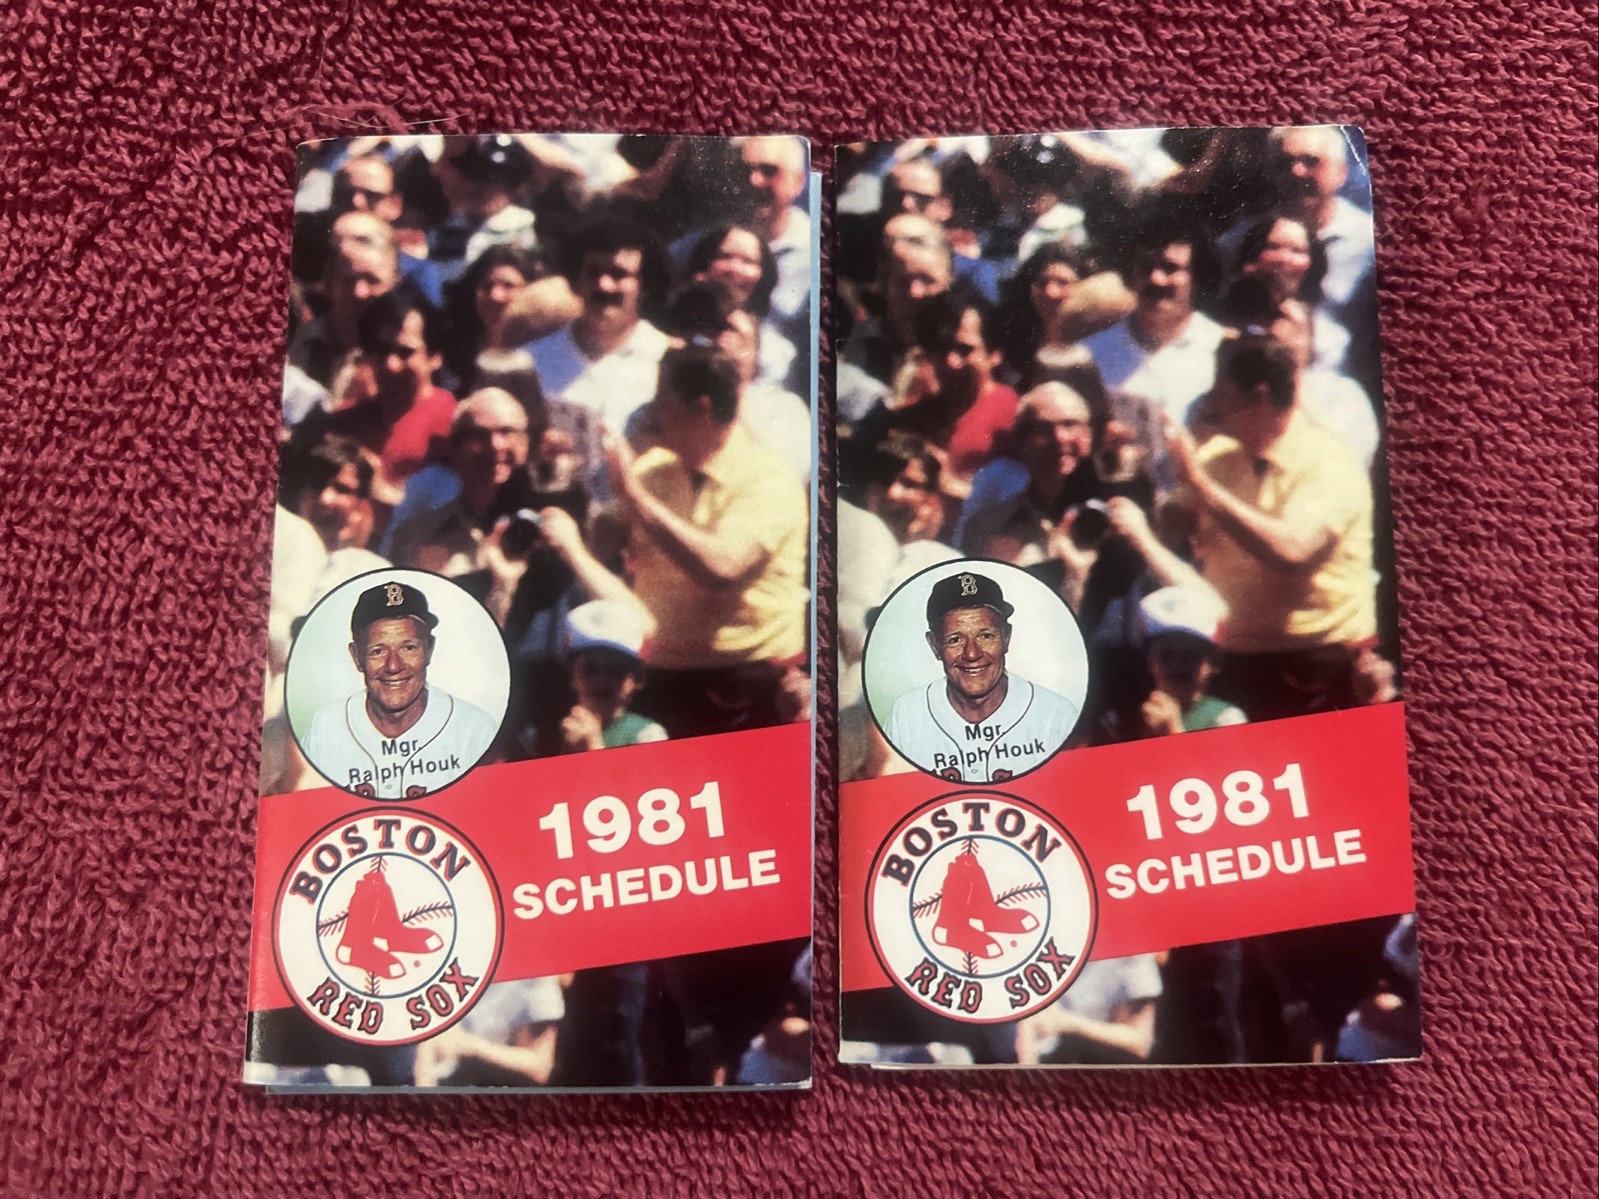 B
Mgr.
Ralph Houk
1981
SCHEDULE
BOSTON
RED SOX
B
Mgr.
Ralph Houk
1981
SCHEDULE
BOSTON
RED SOX